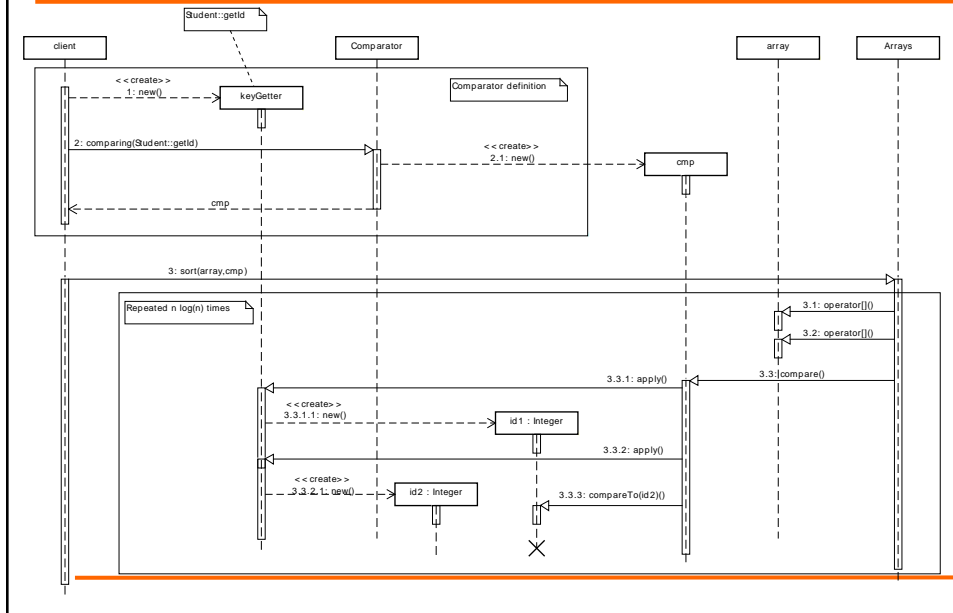 Student::getId
client
Comparator
array
Arrays
<<create>>
1: new()
keyGetter
Comparator definition
2: comparing(Student::getId)
<<create>>
2.1: new()
cmp
cmp
3: sort(array,cmp)
Repeated n log(n) times
3.1: operator[]()
3.2: operator[]()
3.3: compare()
3.3.1: apply()
<<create>>
3.3.1.1: new()
id1 : Integer
3.3.2: apply()
<<create>>
3.3.2.1: new()
id2 : Integer
3.3.3: compareTo(id2)()